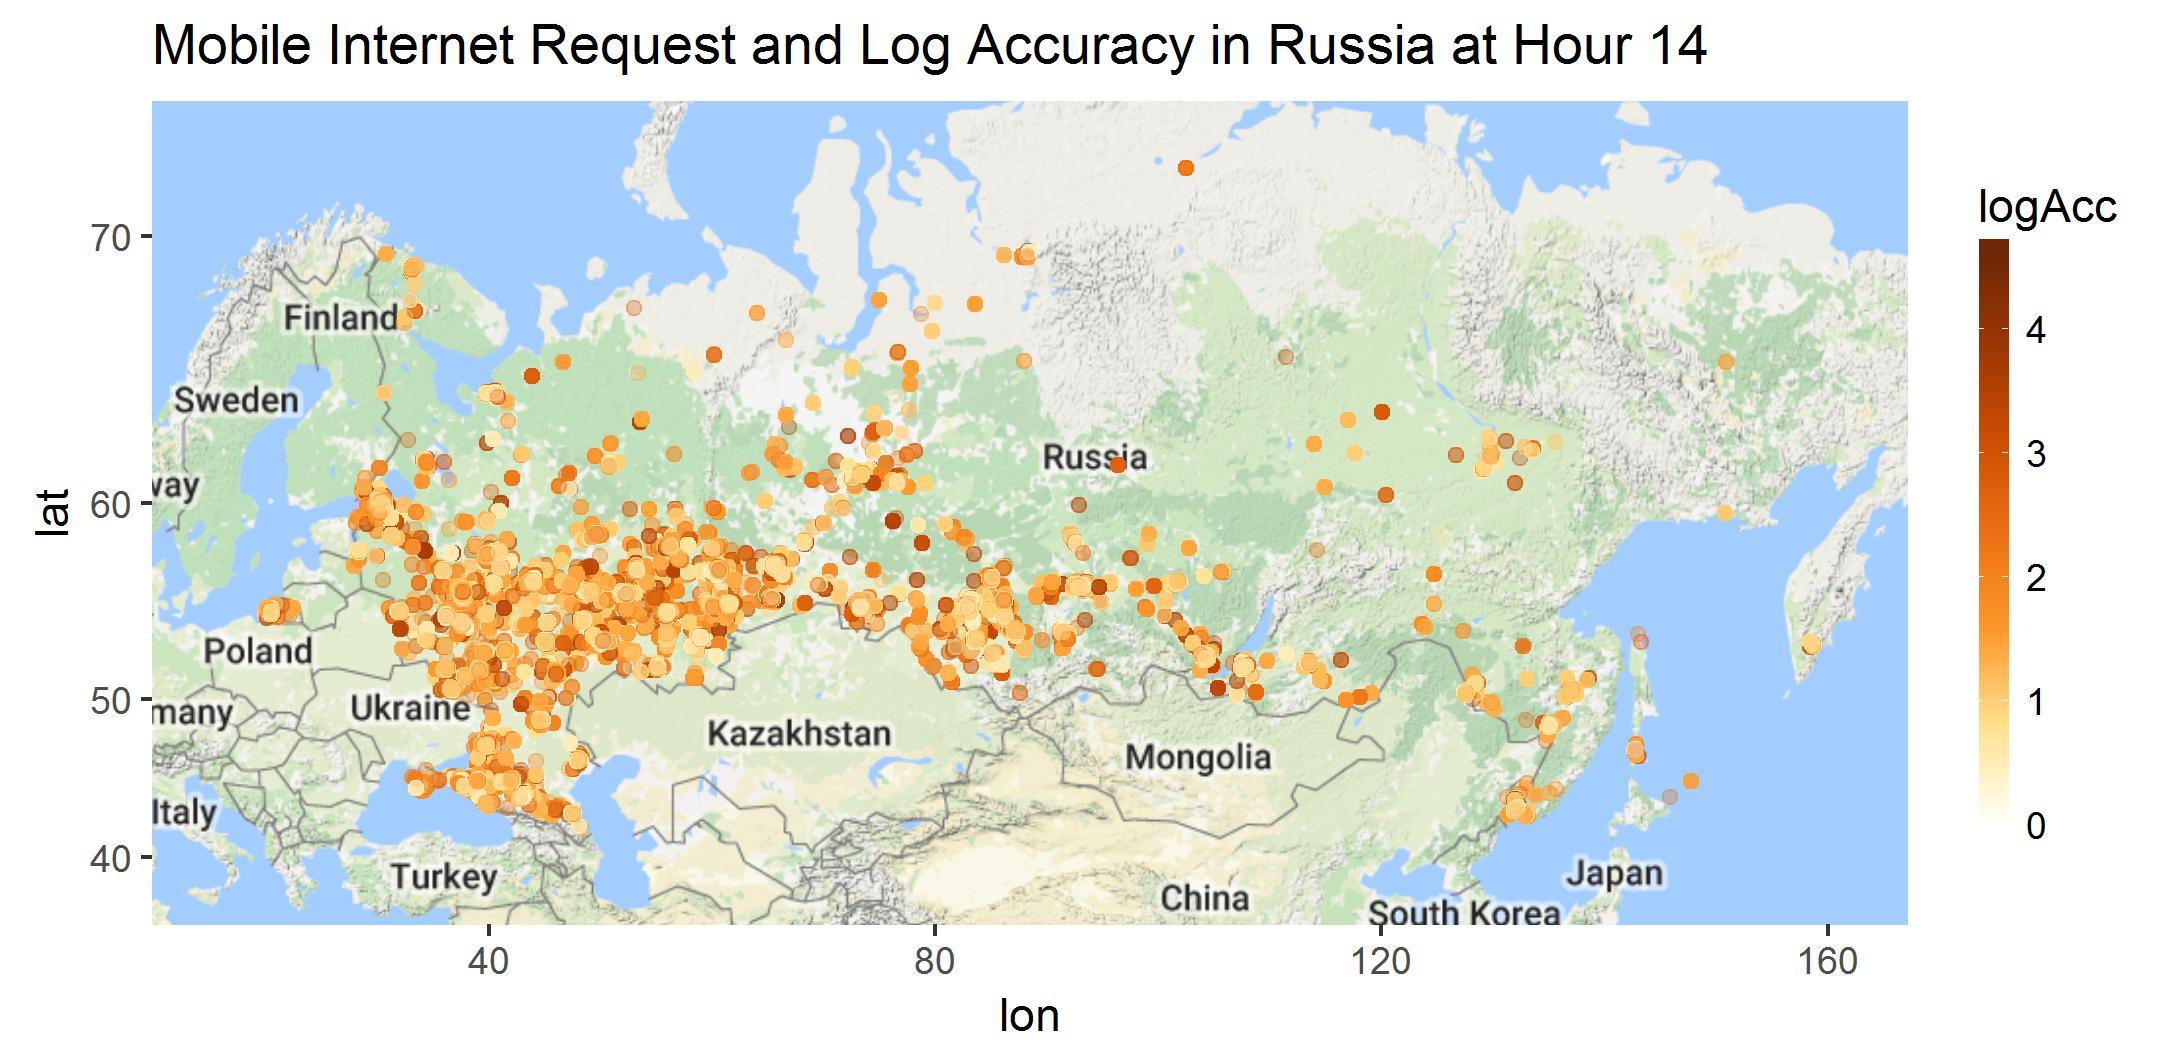 Mobile Internet Request and Log Accuracy in Russia at Hour 14
logAcc
70
Finland
4
Sweden
Russia
3
way
60
lat
2
Poland
50
many
Ukraine
Kazakhstan
Mongolia
1
Italy
0
40
Turkey
Japan
China
South Korea
40
80
120
160
lon